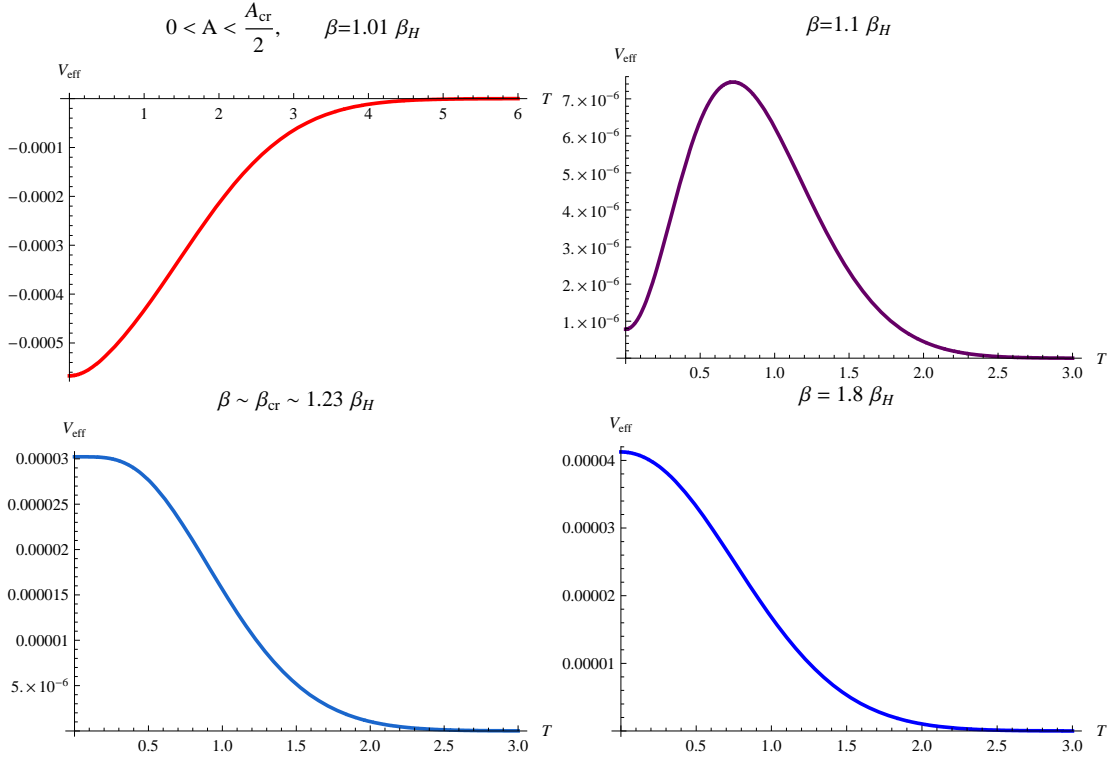 0 < A < A_cr/2, β=1.01 β_H
V_eff
T
1 2 3 4 5 6
−0.0001
−0.0002
−0.0003
−0.0004
−0.0005
β=1.1 β_H
V_eff
7.×10⁻⁶
6.×10⁻⁶
5.×10⁻⁶
4.×10⁻⁶
3.×10⁻⁶
2.×10⁻⁶
1.×10⁻⁶
T
0.5 1.0 1.5 2.0 2.5 3.0
β ~ β_cr ~ 1.23 β_H
V_eff
0.00003
0.000025
0.00002
0.000015
0.00001
5.×10⁻⁶
T
0.5 1.0 1.5 2.0 2.5 3.0
β = 1.8 β_H
V_eff
0.00004
0.00003
0.00002
0.00001
T
0.5 1.0 1.5 2.0 2.5 3.0